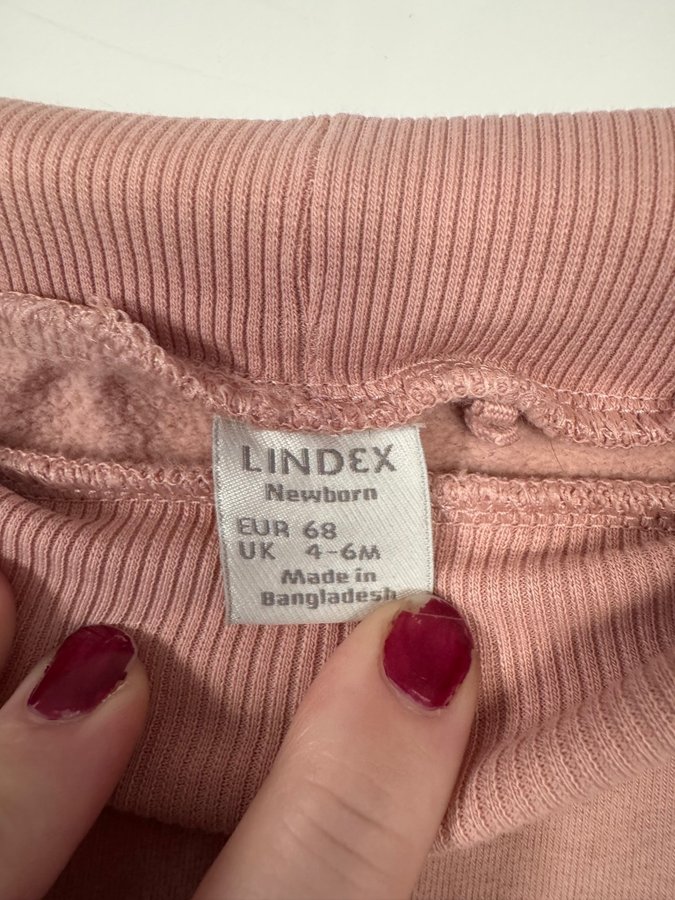 LINDEX
Newborn
EUR 68
UK 4-6M
Made in
Bangladesh